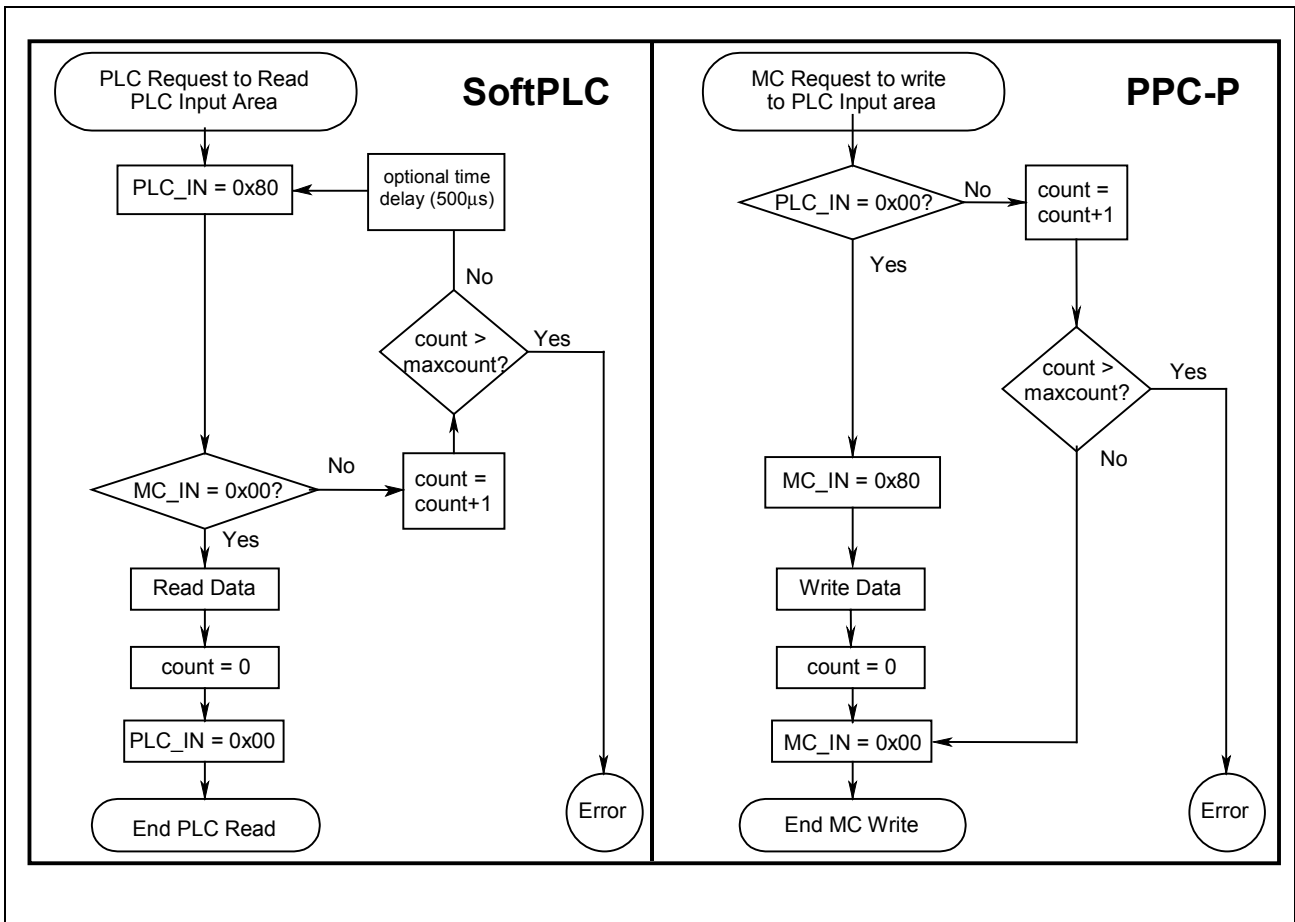 SoftPLC
PLC Request to Read
PLC Input Area
PLC_IN = 0x80
optional time
delay (500µs)
No
count >
maxcount?
Yes
MC_IN = 0x00?
No
count =
count+1
Yes
Read Data
count = 0
PLC_IN = 0x00
End PLC Read
Error
PPC-P
MC Request to write
to PLC Input area
PLC_IN = 0x00?
No
count =
count+1
Yes
count >
maxcount?
Yes
No
MC_IN = 0x80
Write Data
count = 0
MC_IN = 0x00
End MC Write
Error